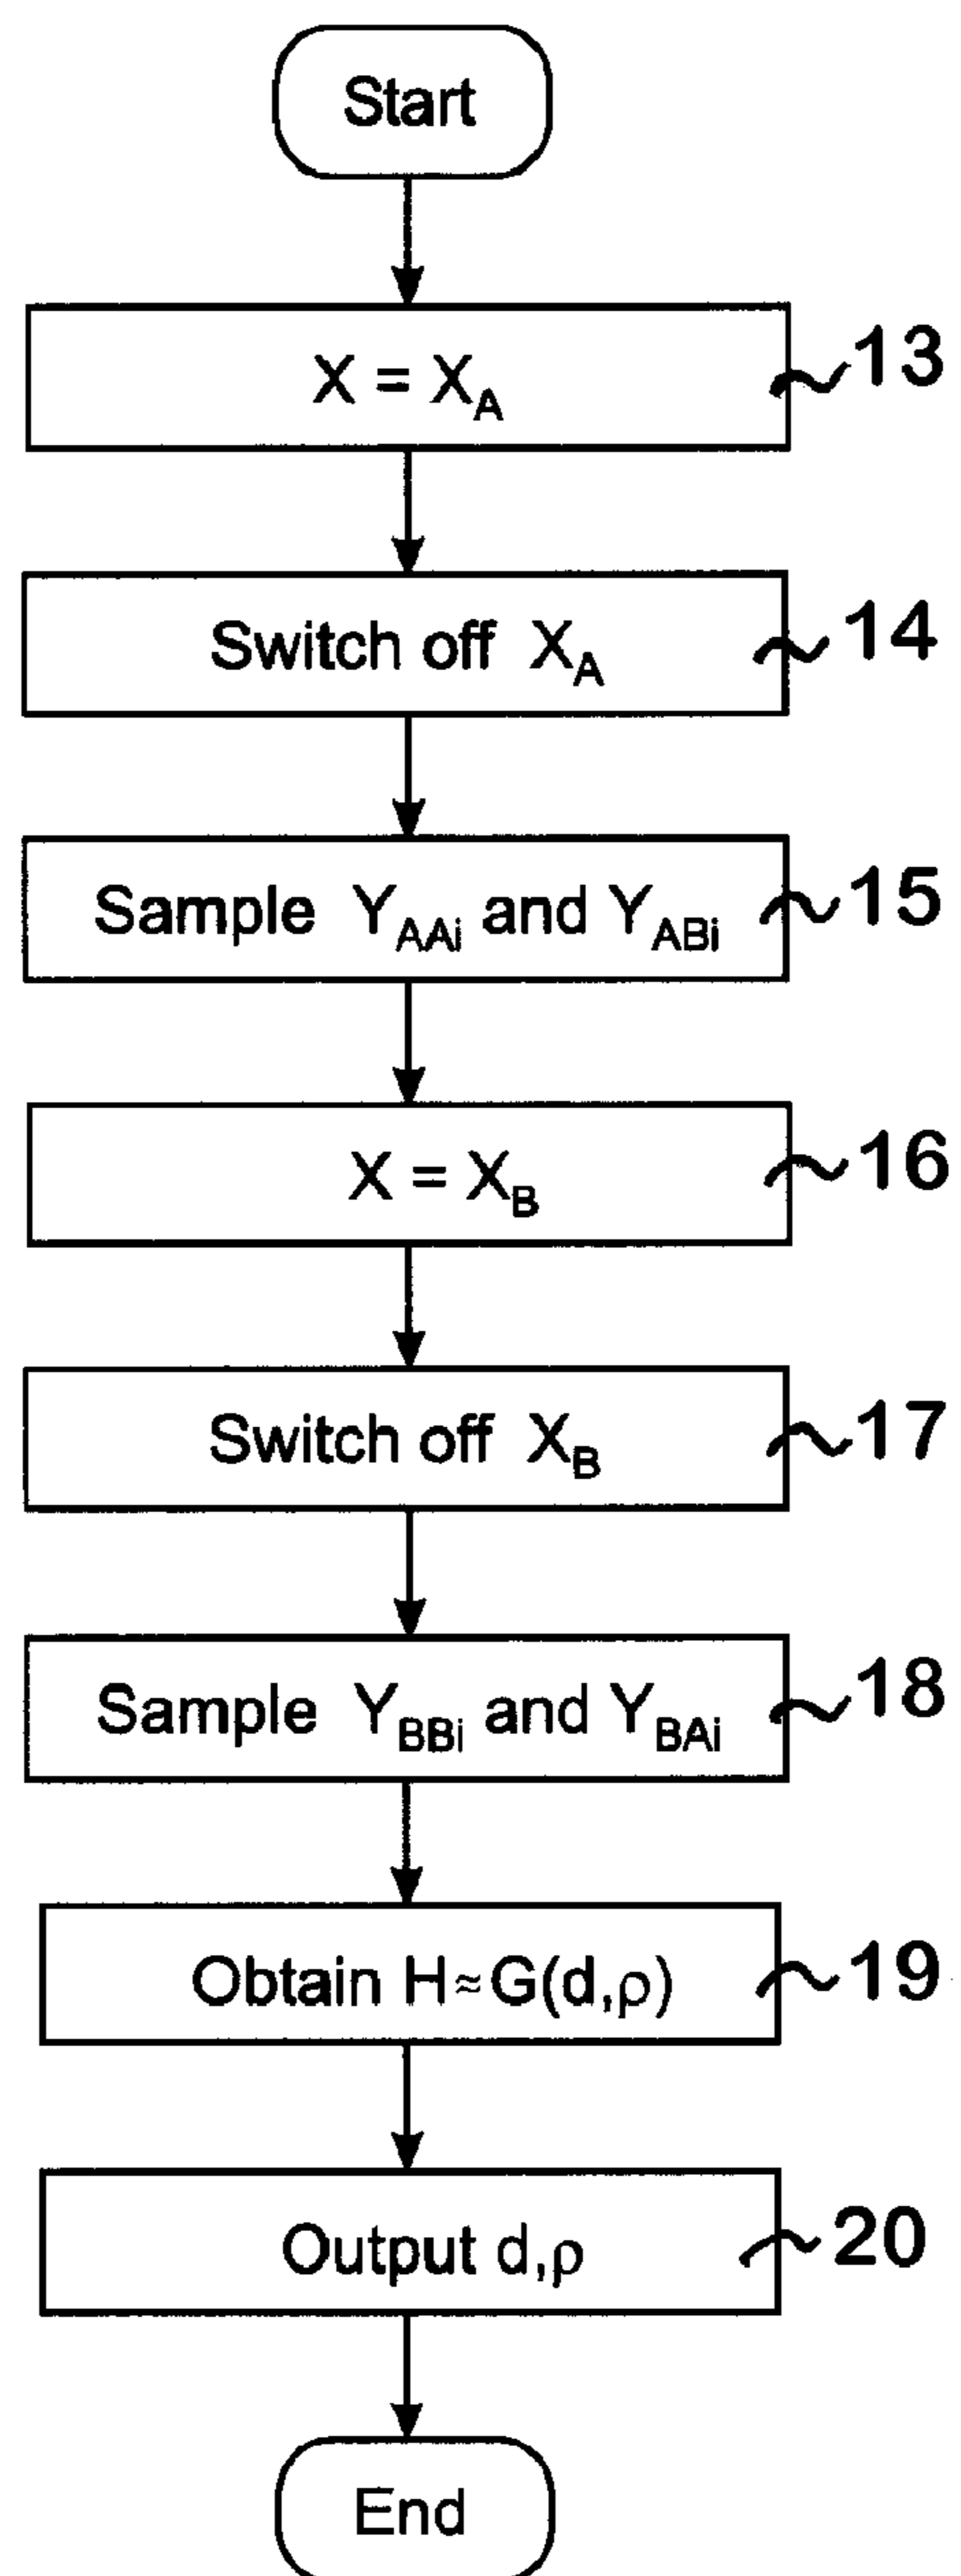 Start
X = X_A 13
Switch off X_A 14
Sample Y_AAi and Y_ABi 15
X = X_B 16
Switch off X_B 17
Sample Y_BBi and Y_BAi 18
Obtain H≈G(d,ρ) 19
Output d,ρ 20
End